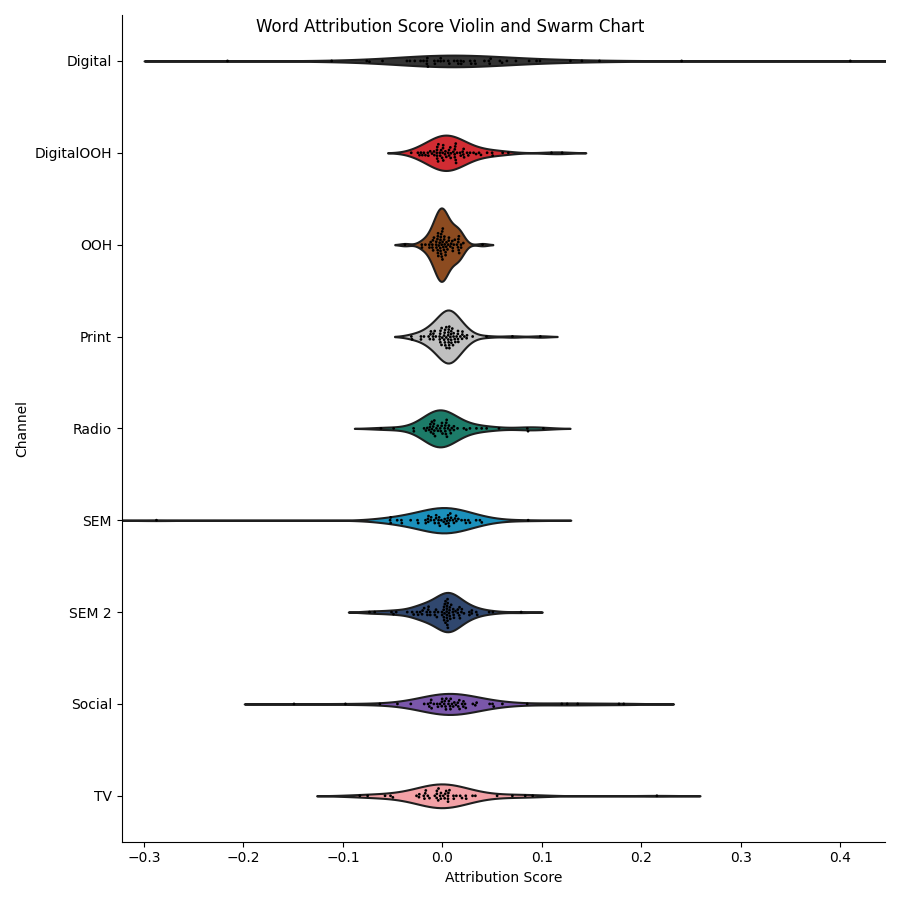 Word Attribution Score Violin and Swarm Chart
Digital
DigitalOOH
OOH
Print
Radio
SEM
SEM 2
Social
TV
Channel
−0.3 −0.2 −0.1 0.0 0.1 0.2 0.3 0.4
Attribution Score